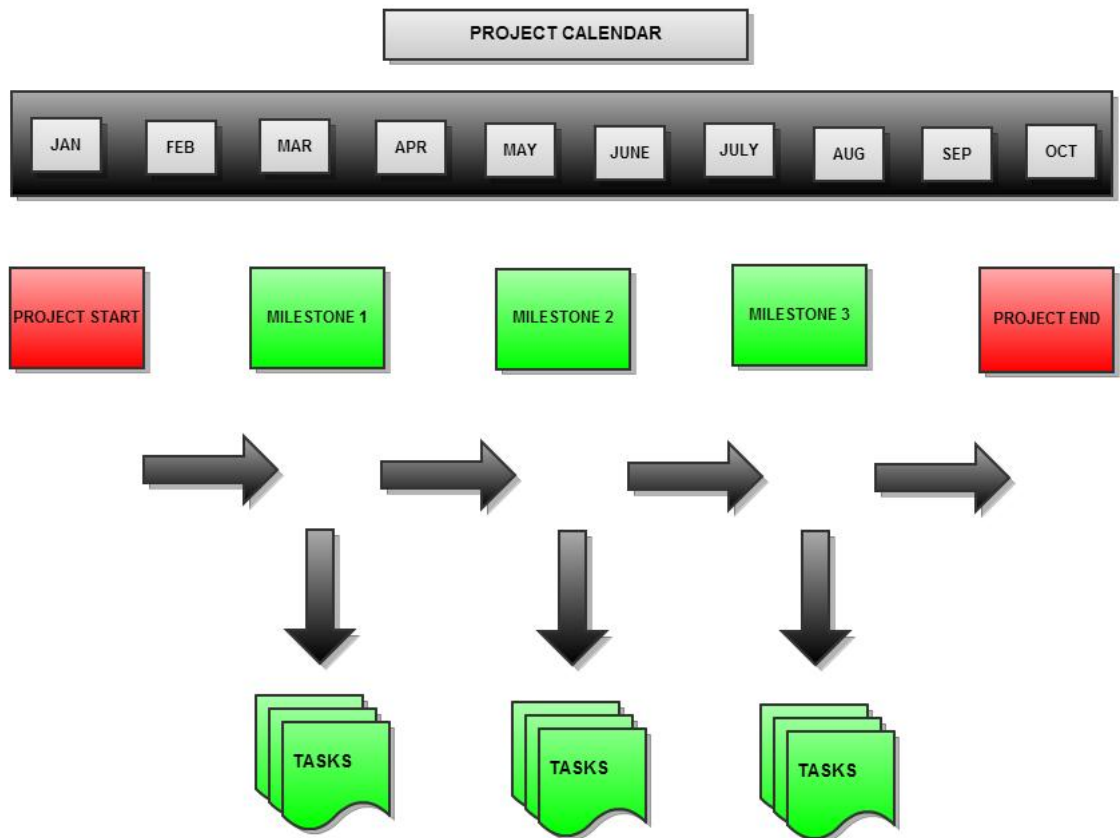 PROJECT CALENDAR
JAN
FEB
MAR
APR
MAY
JUNE
JULY
AUG
SEP
OCT
PROJECT START
MILESTONE 1
MILESTONE 2
MILESTONE 3
PROJECT END
TASKS
TASKS
TASKS